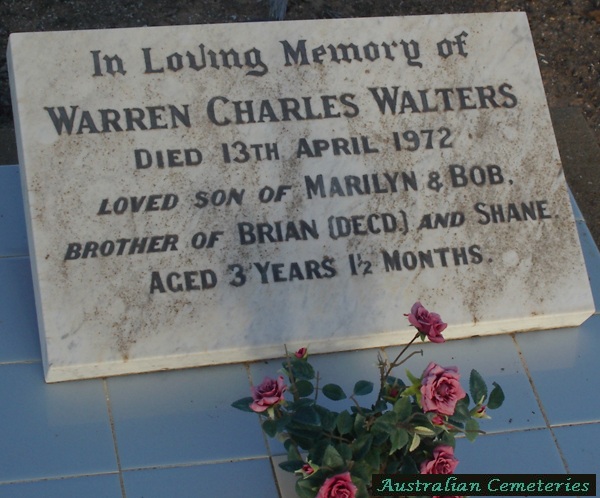 In Loving Memory of
WARREN CHARLES WALTERS
DIED 13TH APRIL 1972
LOVED SON OF MARILYN & BOB.
BROTHER OF BRIAN (DECD.) AND SHANE.
AGED 3 YEARS 1½ MONTHS.
Australian Cemeteries